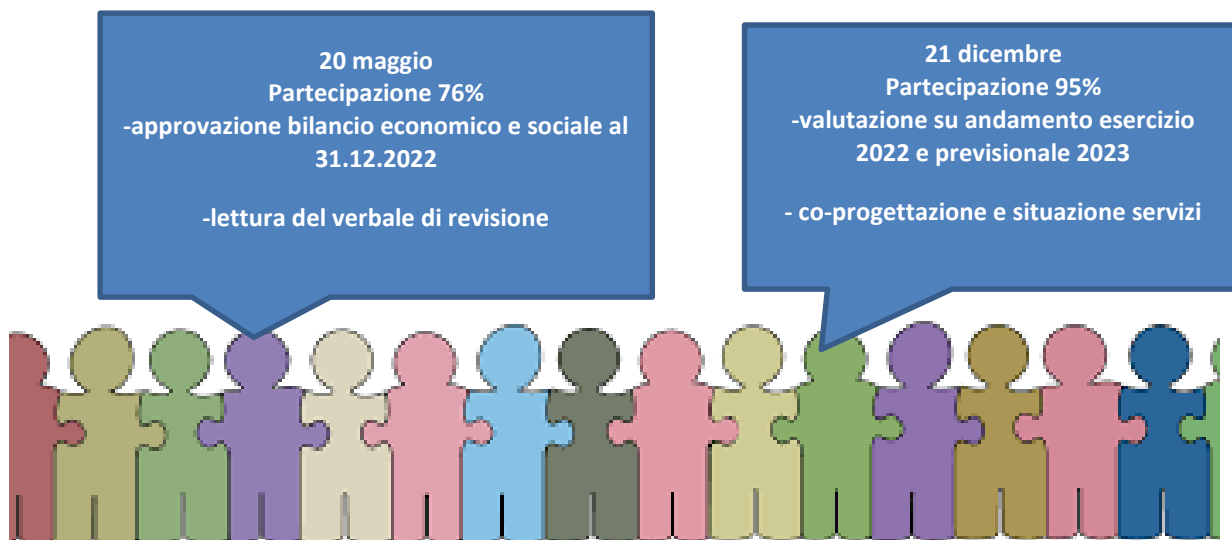 20 maggio
Partecipazione 76%
-approvazione bilancio economico e sociale al
31.12.2022
-lettura del verbale di revisione
21 dicembre
Partecipazione 95%
-valutazione su andamento esercizio
2022 e previsionale 2023
- co-progettazione e situazione servizi